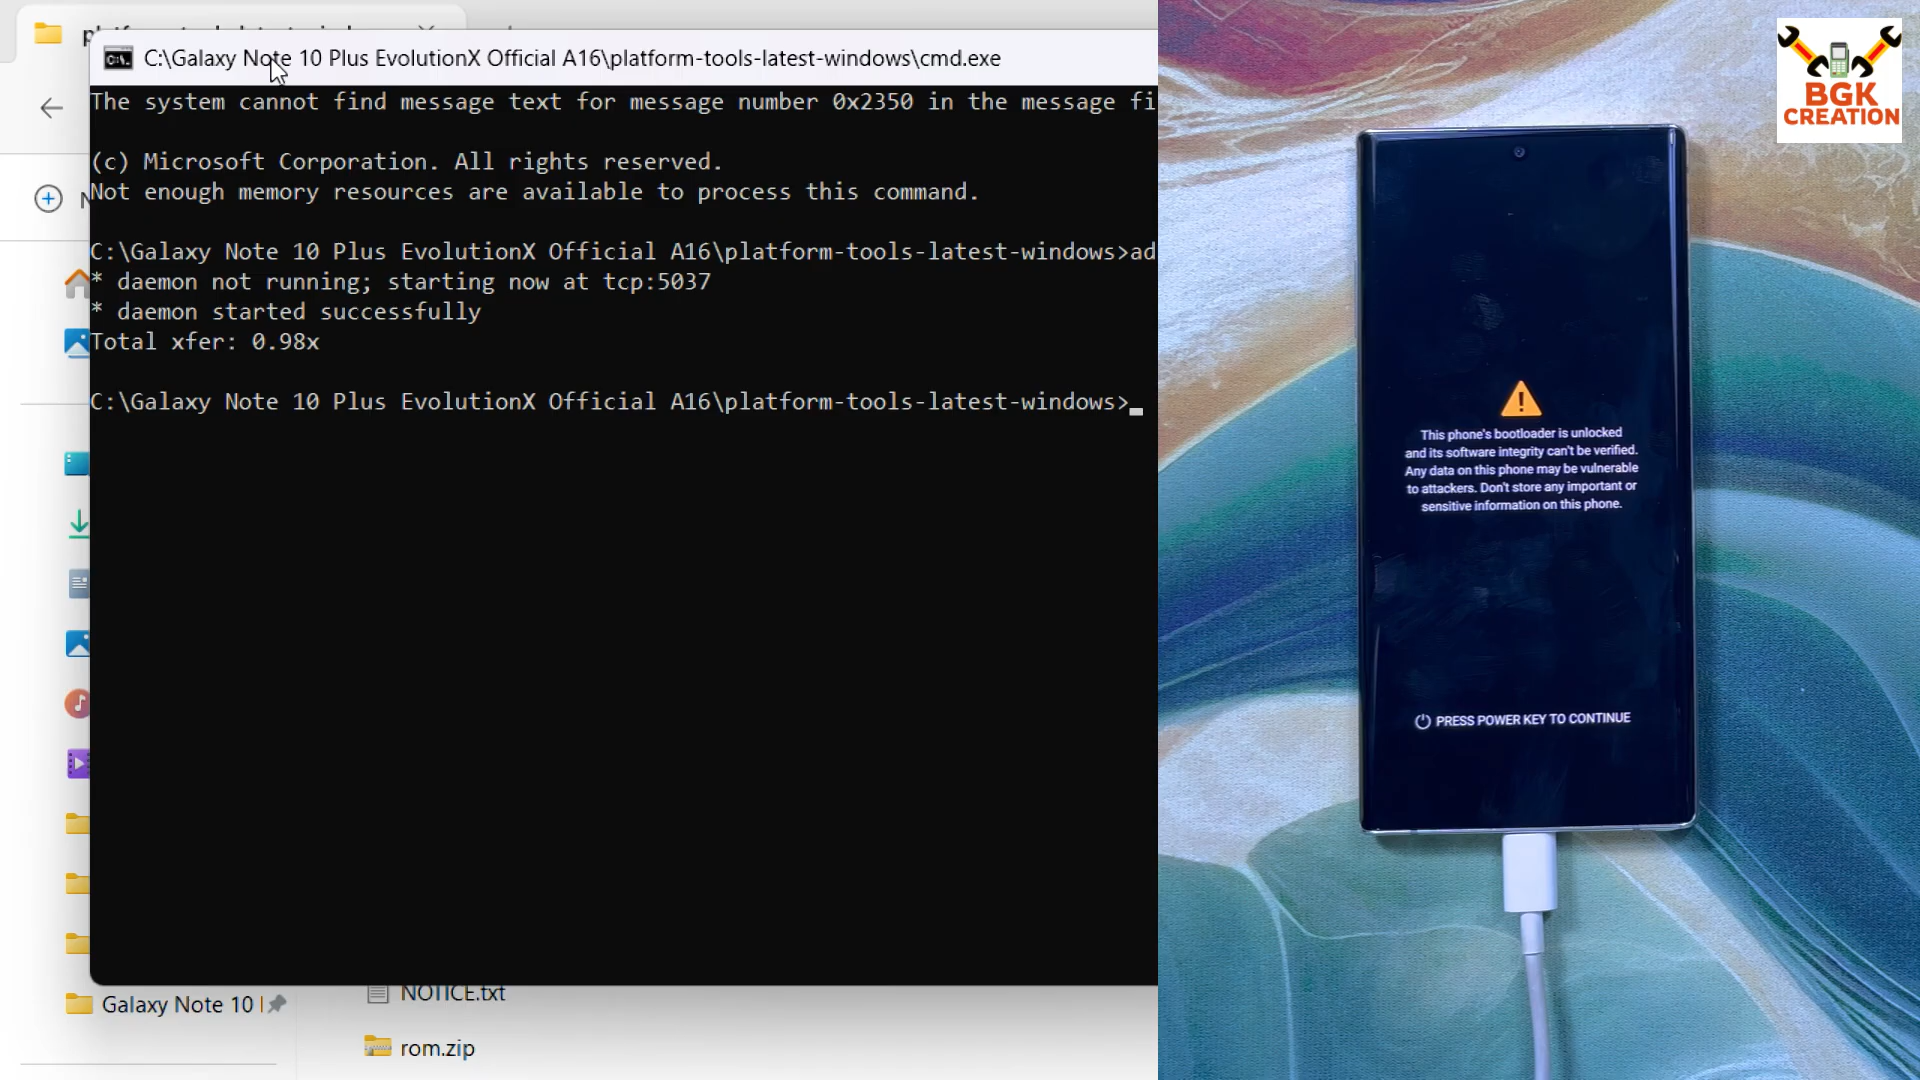 C:\Galaxy Note 10 Plus EvolutionX Official A16\platform-tools-latest-windows\cmd.exe
The system cannot find message text for message number 0x2350 in the message fi
(c) Microsoft Corporation. All rights reserved.
Not enough memory resources are available to process this command.
C:\Galaxy Note 10 Plus EvolutionX Official A16\platform-tools-latest-windows>ad
* daemon not running; starting now at tcp:5037
* daemon started successfully
Total xfer: 0.98x
C:\Galaxy Note 10 Plus EvolutionX Official A16\platform-tools-latest-windows>
Galaxy Note 10
NOTICE.txt
rom.zip
BGK
CREATION
This phone's bootloader is unlocked
and its software integrity can't be verified.
Any data on this phone may be vulnerable
to attackers. Don't store any important or
sensitive information on this phone.
PRESS POWER KEY TO CONTINUE